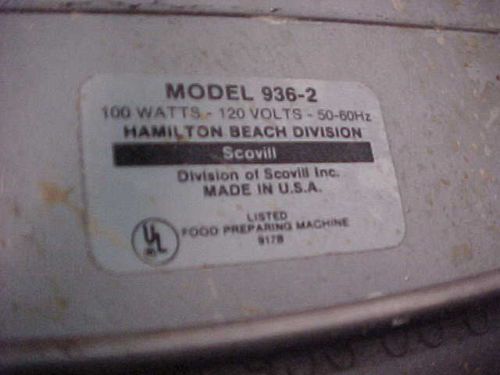 MODEL 936-2
100 WATTS - 120 VOLTS - 50-60Hz
HAMILTON BEACH DIVISION
Scovill
Division of Scovill Inc.
MADE IN U.S.A.
UL
LISTED
FOOD PREPARING MACHINE
917B